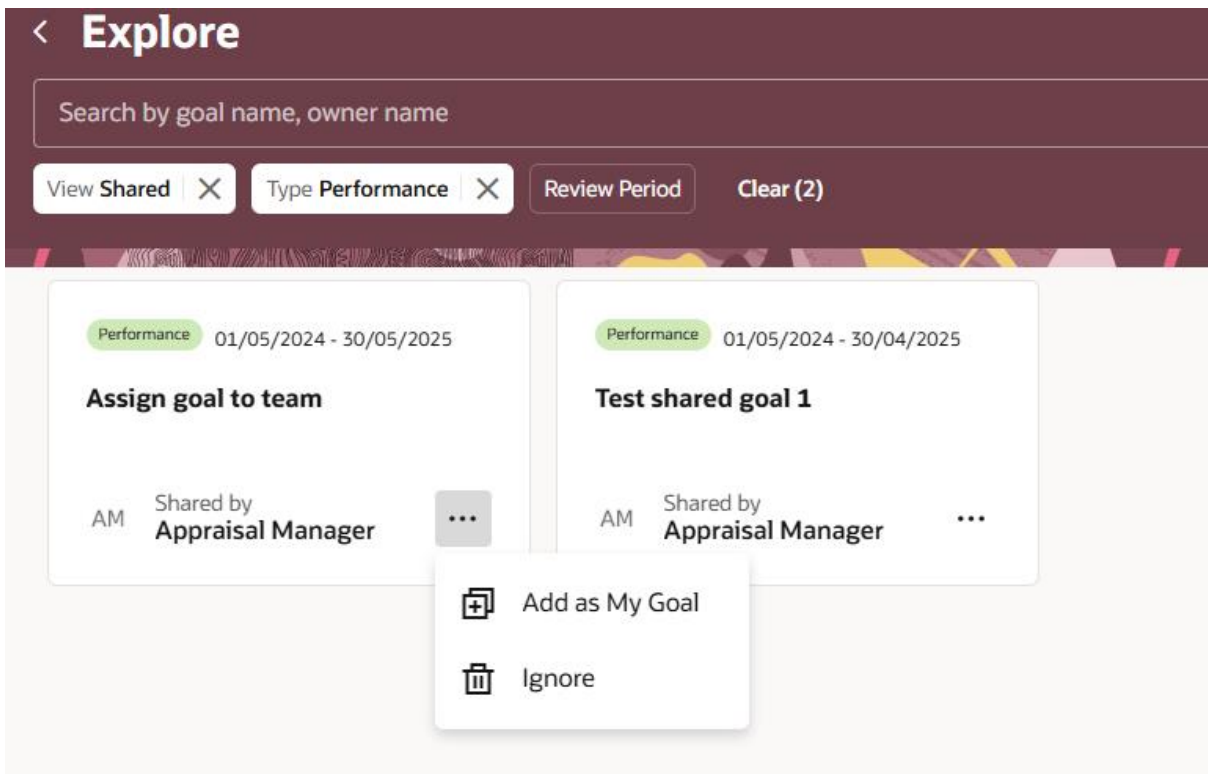 Explore
Search by goal name, owner name
View Shared Type Performance Review Period Clear (2)
Performance 01/05/2024 - 30/05/2025
Assign goal to team
AM Shared by
Appraisal Manager
Performance 01/05/2024 - 30/04/2025
Test shared goal 1
AM Shared by
Appraisal Manager
Add as My Goal
Ignore